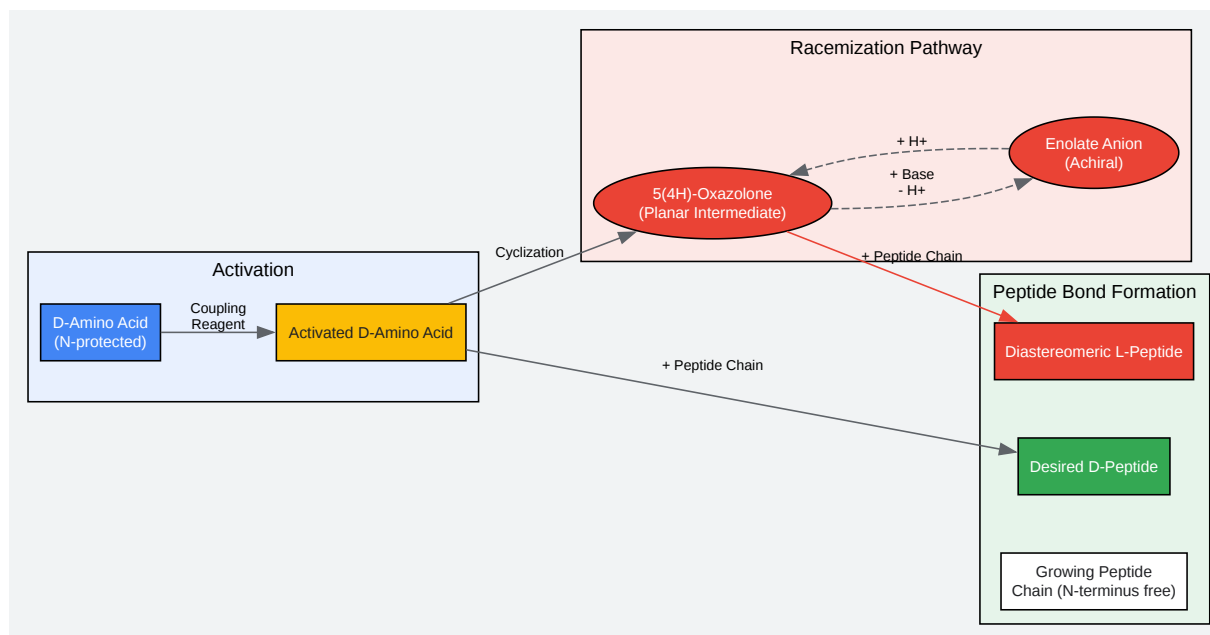 Racemization Pathway
Enolate Anion
(Achiral)
+ H+
+ Base
- H+
5(4H)-Oxazolone
(Planar Intermediate)
Cyclization
+ Peptide Chain
Activation
D-Amino Acid
(N-protected)
Coupling
Reagent
Activated D-Amino Acid
+ Peptide Chain
Peptide Bond Formation
Diastereomeric L-Peptide
Desired D-Peptide
Growing Peptide
Chain (N-terminus free)